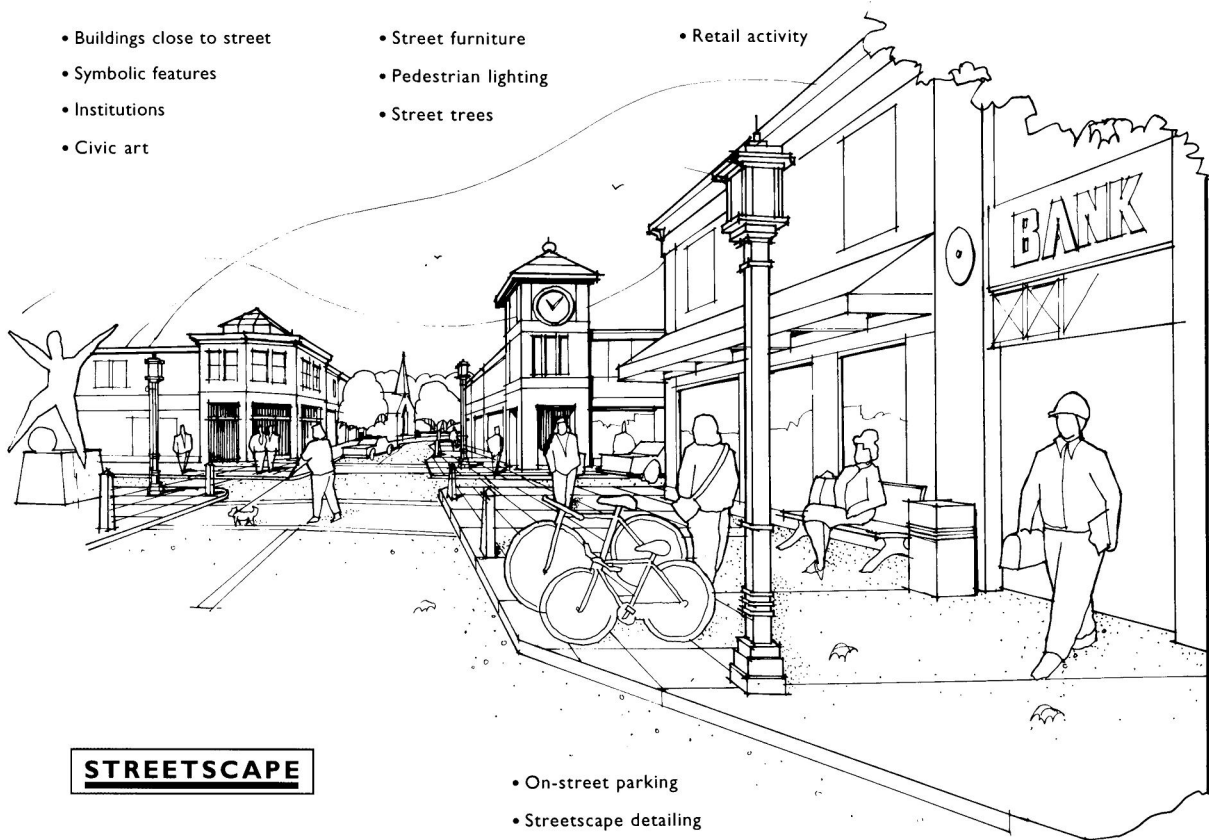 • Buildings close to street
• Symbolic features
• Institutions
• Civic art
• Street furniture
• Pedestrian lighting
• Street trees
• Retail activity
BANK
STREETSCAPE
• On-street parking
• Streetscape detailing